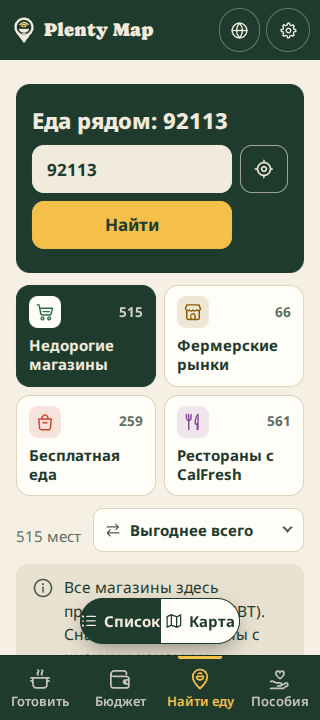 Plenty Map
Еда рядом: 92113
92113
Найти
515
Недорогие
магазины
66
Фермерские
рынки
259
Бесплатная
еда
561
Рестораны с
CalFresh
515 мест
Выгоднее всего
Все магазины здесь
Список
Карта
Готовить
Бюджет
Найти еду
Пособия